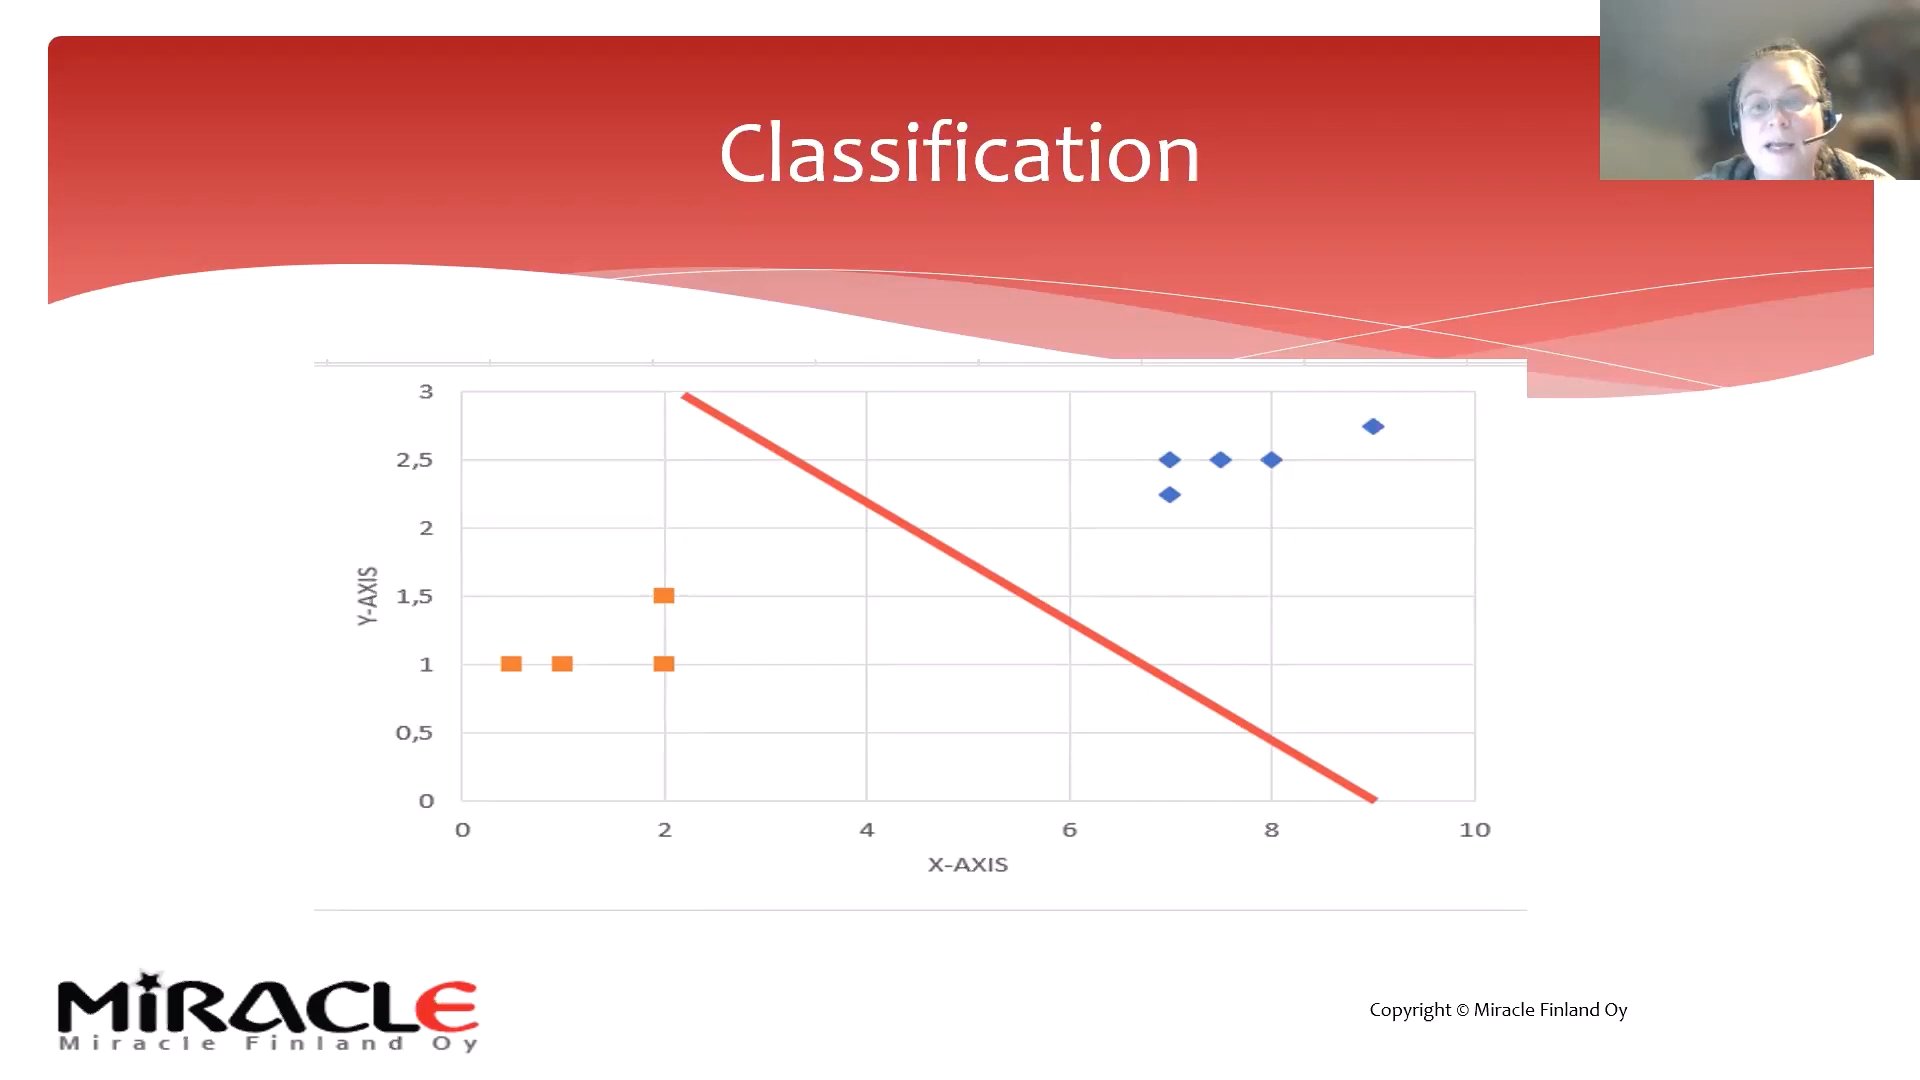 Classification
3
2,5
2
1,5
1
0,5
0
Y-AXIS
0 2 4 6 8 10
X-AXIS
MiRACLE
Miracle Finland Oy
Copyright © Miracle Finland Oy